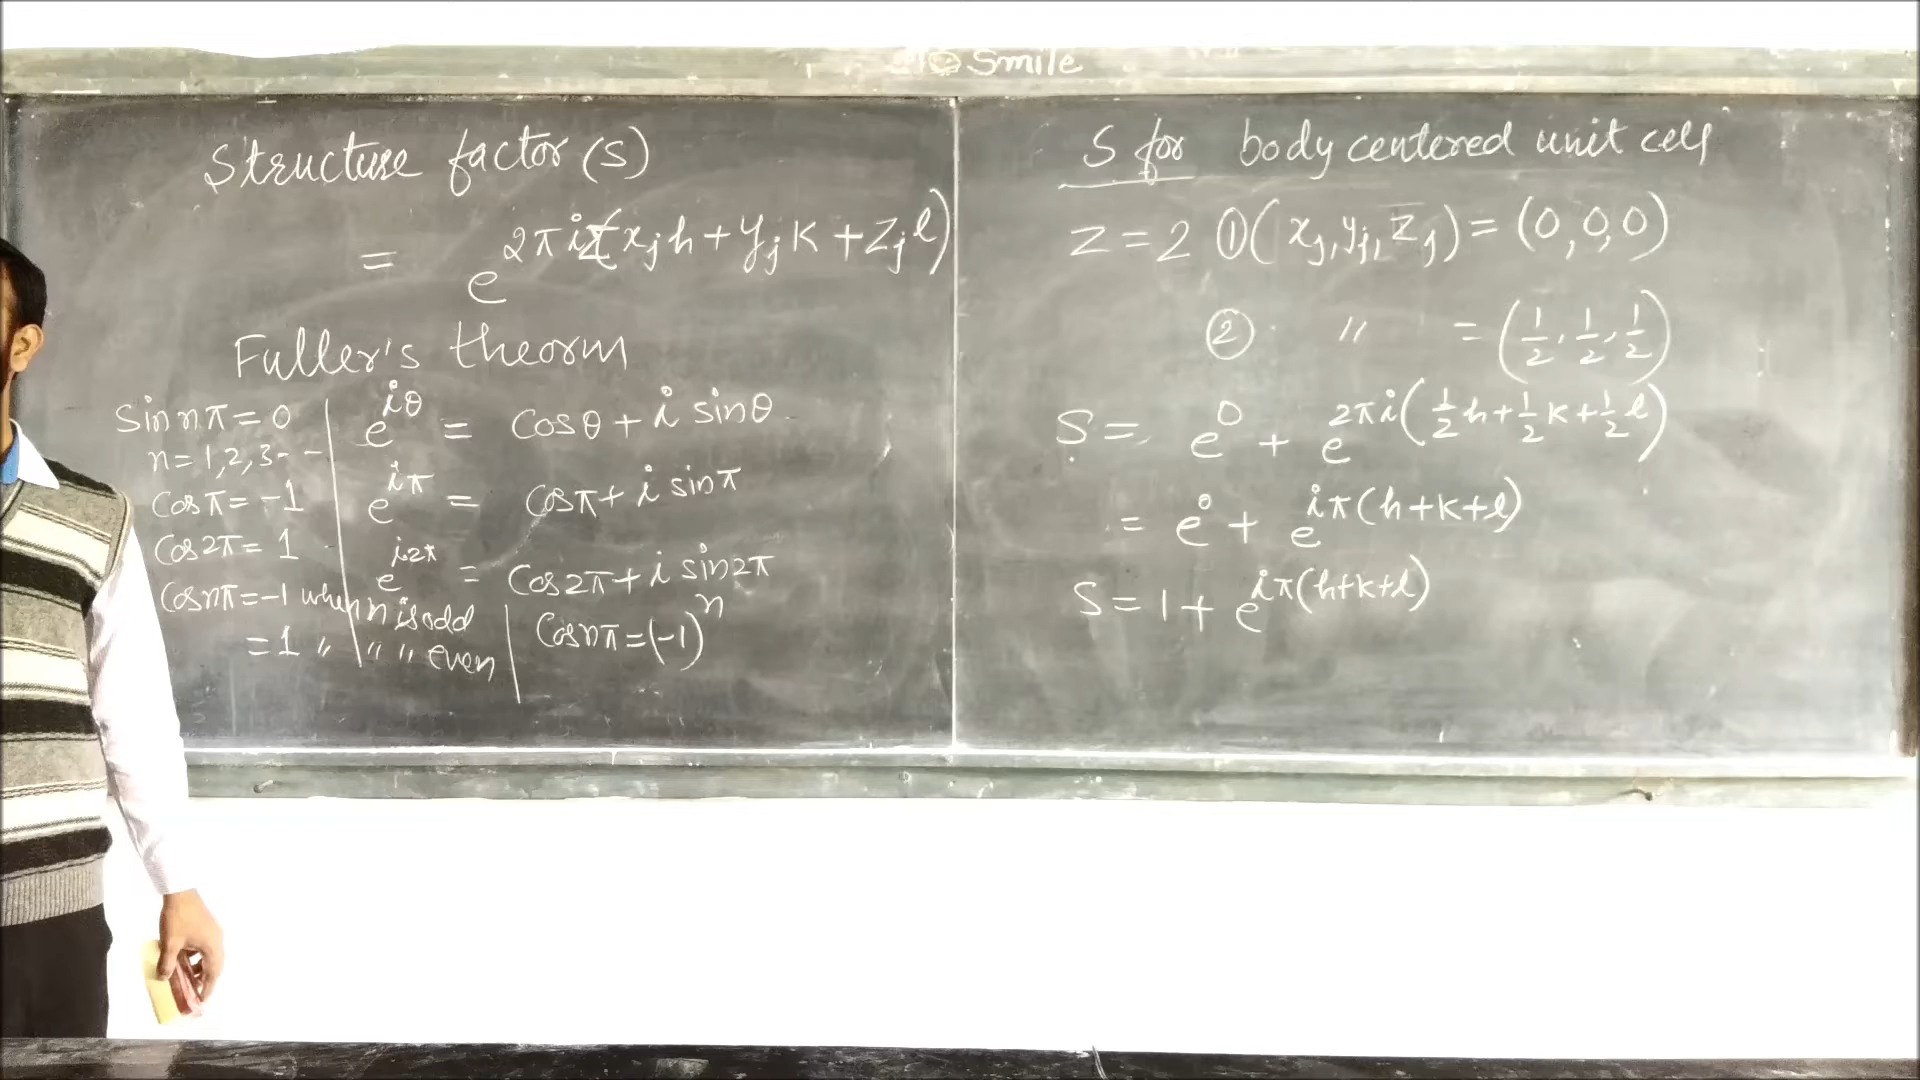 Smile
Structure factor (S)
= e^{2πi Σ(x_j h + y_j k + z_j l)}
Fuller's theorm
Sin nπ = 0
n = 1, 2, 3 - -
Cos π = -1
Cos 2π = 1
Cos nπ = -1 when n is odd
= 1 〃 〃 〃 even
e^{iθ} = Cos θ + i sin θ
e^{iπ} = Cos π + i sin π
e^{i2π} = Cos 2π + i sin 2π
Cos nπ = (-1)^n
S for body centered unit cell
Z = 2 ① (x_j, y_j, z_j) = (0, 0, 0)
② 〃 = (1/2, 1/2, 1/2)
S = e^0 + e^{2πi(1/2 h + 1/2 k + 1/2 l)}
= e^0 + e^{iπ(h+k+l)}
S = 1 + e^{iπ(h+k+l)}